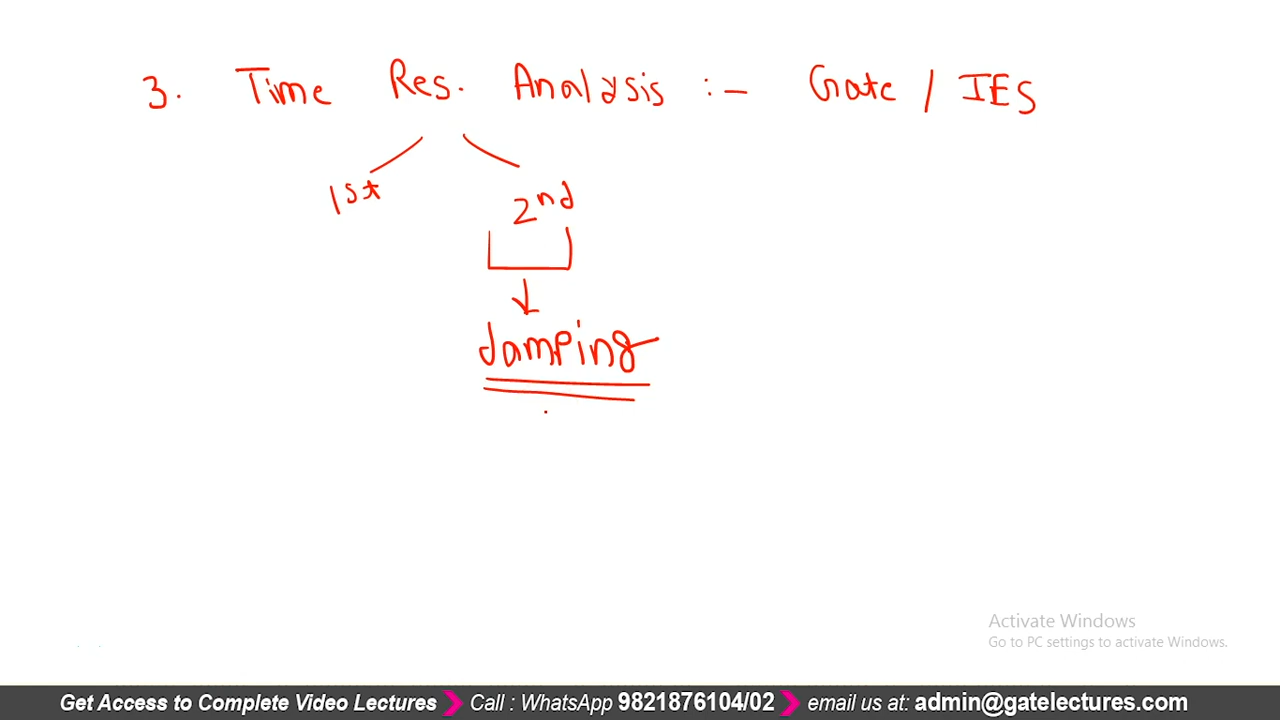 3. Time Res. Analysis :- Gate / IES
1st 2nd
damping
Activate Windows
Go to PC settings to activate Windows.
Get Access to Complete Video Lectures Call : WhatsApp 9821876104/02 email us at: admin@gatelectures.com